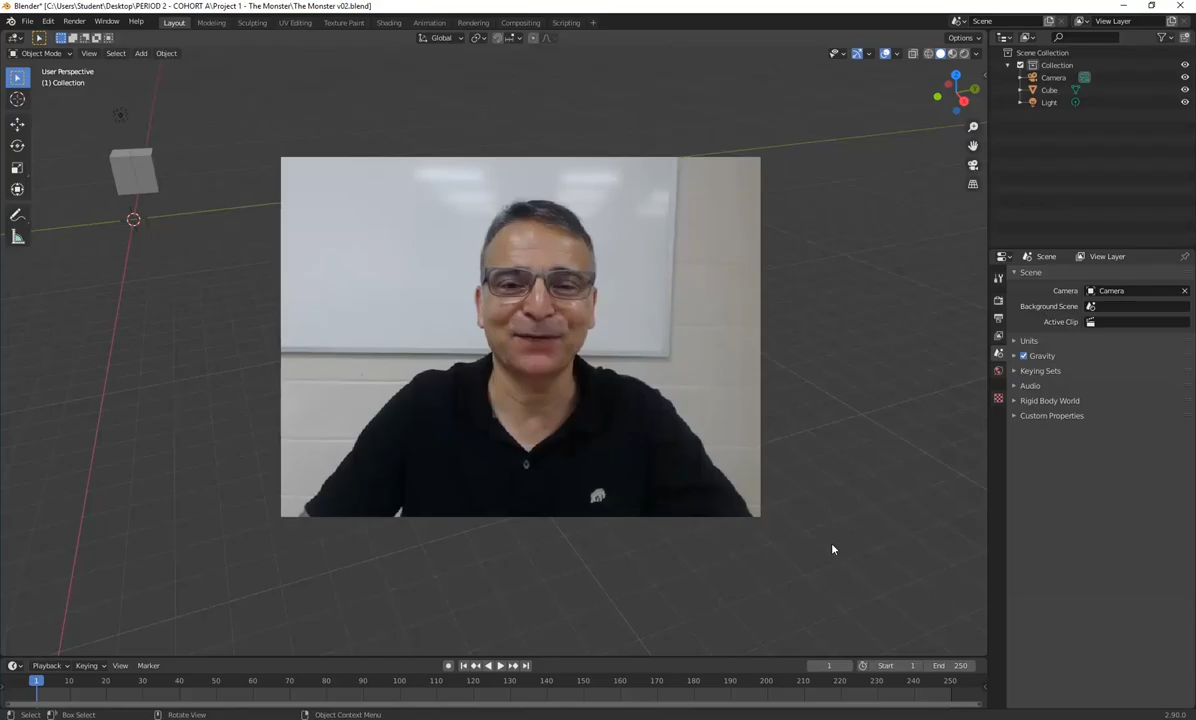 Blender* [C:\Users\Student\Desktop\PERIOD 2 - COHORT A\Project 1 - The Monster\The Monster v02.blend]
File Edit Render Window Help Layout Modeling Sculpting UV Editing Texture Paint Shading Animation Rendering Compositing Scripting + Scene View Layer
Global Options
Object Mode View Select Add Object
User Perspective
(1) Collection
Scene Collection
Collection
Camera
Cube
Light
Scene View Layer
Scene
Camera Camera
Background Scene
Active Clip
Units
Gravity
Keying Sets
Audio
Rigid Body World
Custom Properties
Playback Keying View Marker 1 Start 1 End 250
1 10 20 30 40 50 60 70 80 90 100 110 120 130 140 150 160 170 180 190 200 210 220 230 240 250
Select Box Select Rotate View Object Context Menu 2.90.0